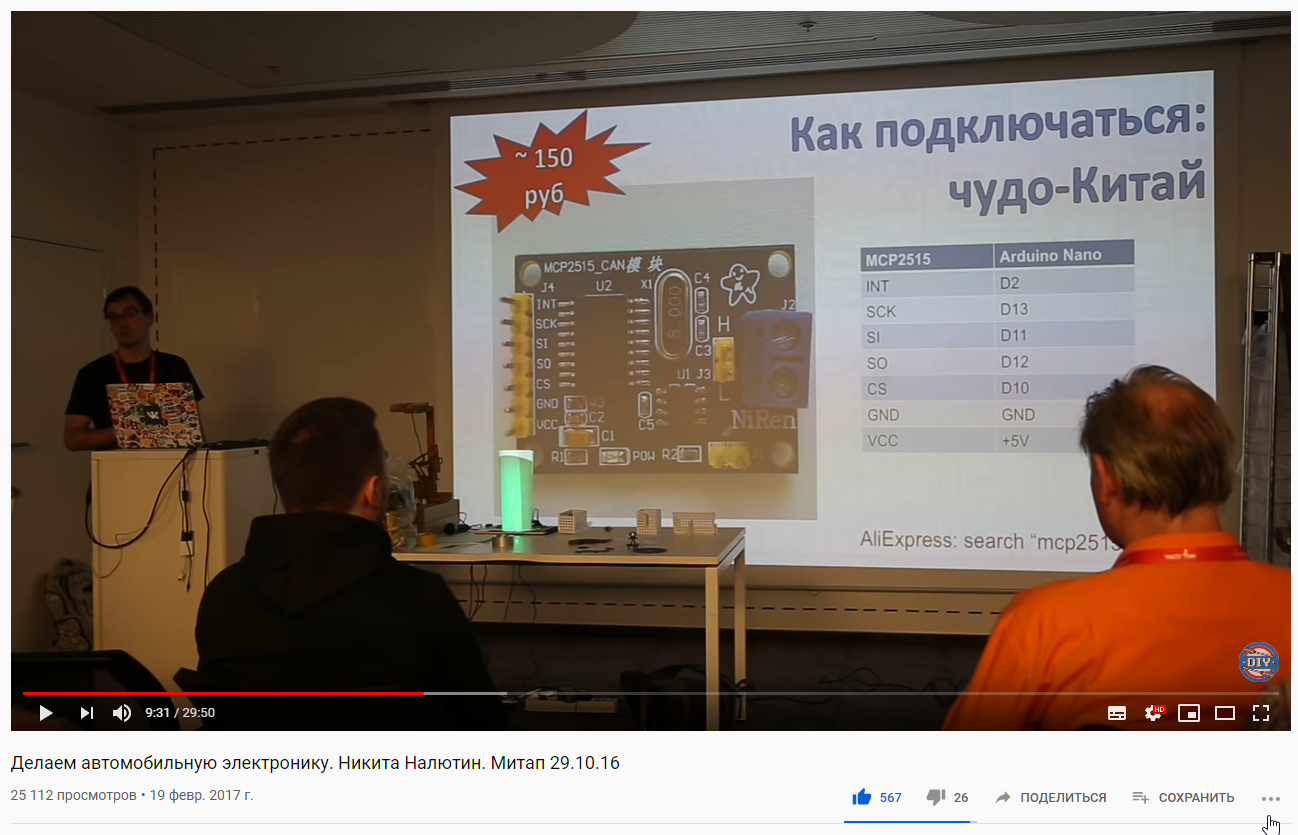 ~ 150
руб
Как подключаться:
чудо-Китай
MCP2515_CAN模 块
J4
U2
X1
C4
J2
INT
SCK
SI
SO
CS
GND
VCC
8.000
H
C3
U1 J3
L
R3
C2
C5
C1
NiRen
R1
POW R2
J1
MCP2515 Arduino Nano
INT D2
SCK D13
SI D11
SO D12
CS D10
GND GND
VCC +5V
AliExpress: search “mcp251
DIY
9:31 / 29:50
HD
Делаем автомобильную электронику. Никита Налютин. Митап 29.10.16
25 112 просмотров • 19 февр. 2017 г.
567
26
ПОДЕЛИТЬСЯ
СОХРАНИТЬ